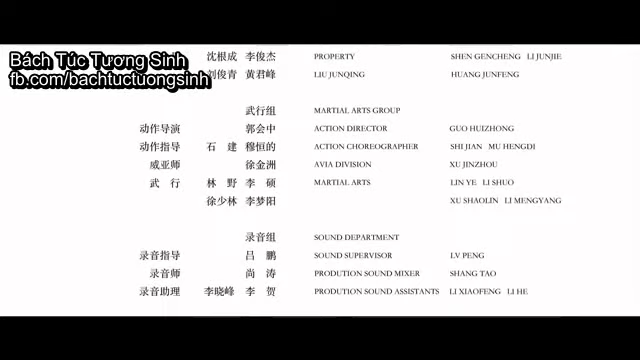 Bách Túc Tương Sinh
fb.com/bachtuctuongsinh
沈根成 李俊杰 PROPERTY SHEN GENCHENG LI JUNJIE
刘俊青 黄君峰 LIU JUNQING HUANG JUNFENG
武行组 MARTIAL ARTS GROUP
动作导演 郭会中 ACTION DIRECTOR GUO HUIZHONG
动作指导 石 建 穆恒的 ACTION CHOREOGRAPHER SHI JIAN MU HENGDI
威亚师 徐金洲 AVIA DIVISION XU JINZHOU
武 行 林 野 李 硕 MARTIAL ARTS LIN YE LI SHUO
徐少林 李梦阳 XU SHAOLIN LI MENGYANG
录音组 SOUND DEPARTMENT
录音指导 吕 鹏 SOUND SUPERVISOR LV PENG
录音师 尚 涛 PRODUTION SOUND MIXER SHANG TAO
录音助理 李晓峰 李 贺 PRODUTION SOUND ASSISTANTS LI XIAOFENG LI HE